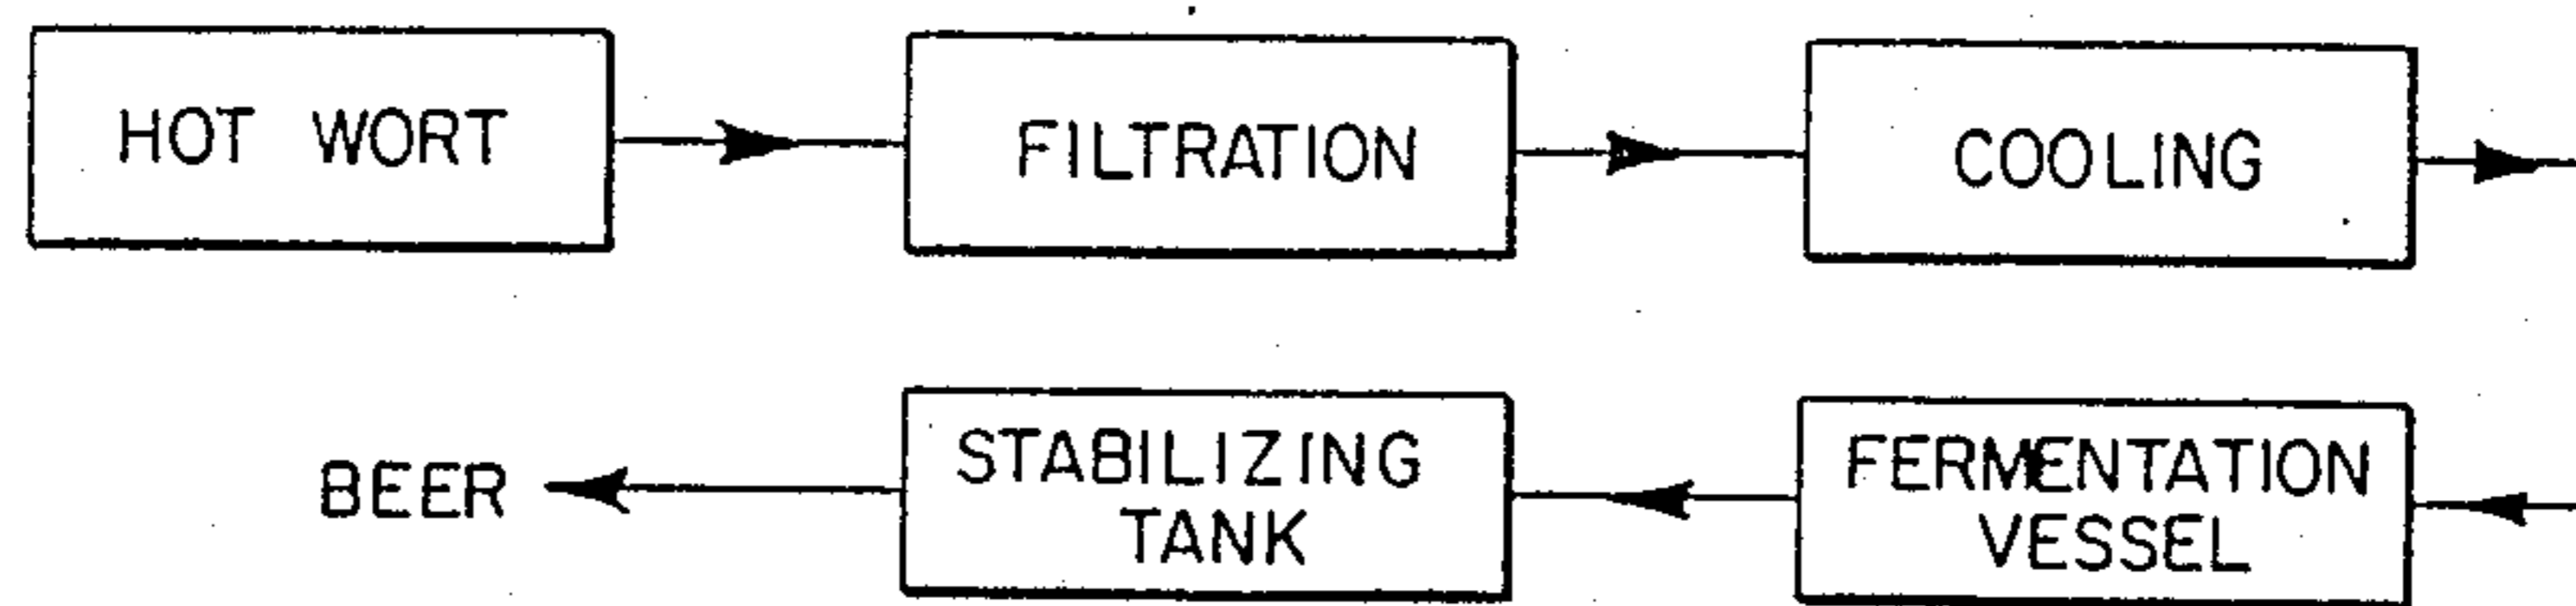 HOT WORT
FILTRATION
COOLING
BEER
STABILIZING
TANK
FERMENTATION
VESSEL